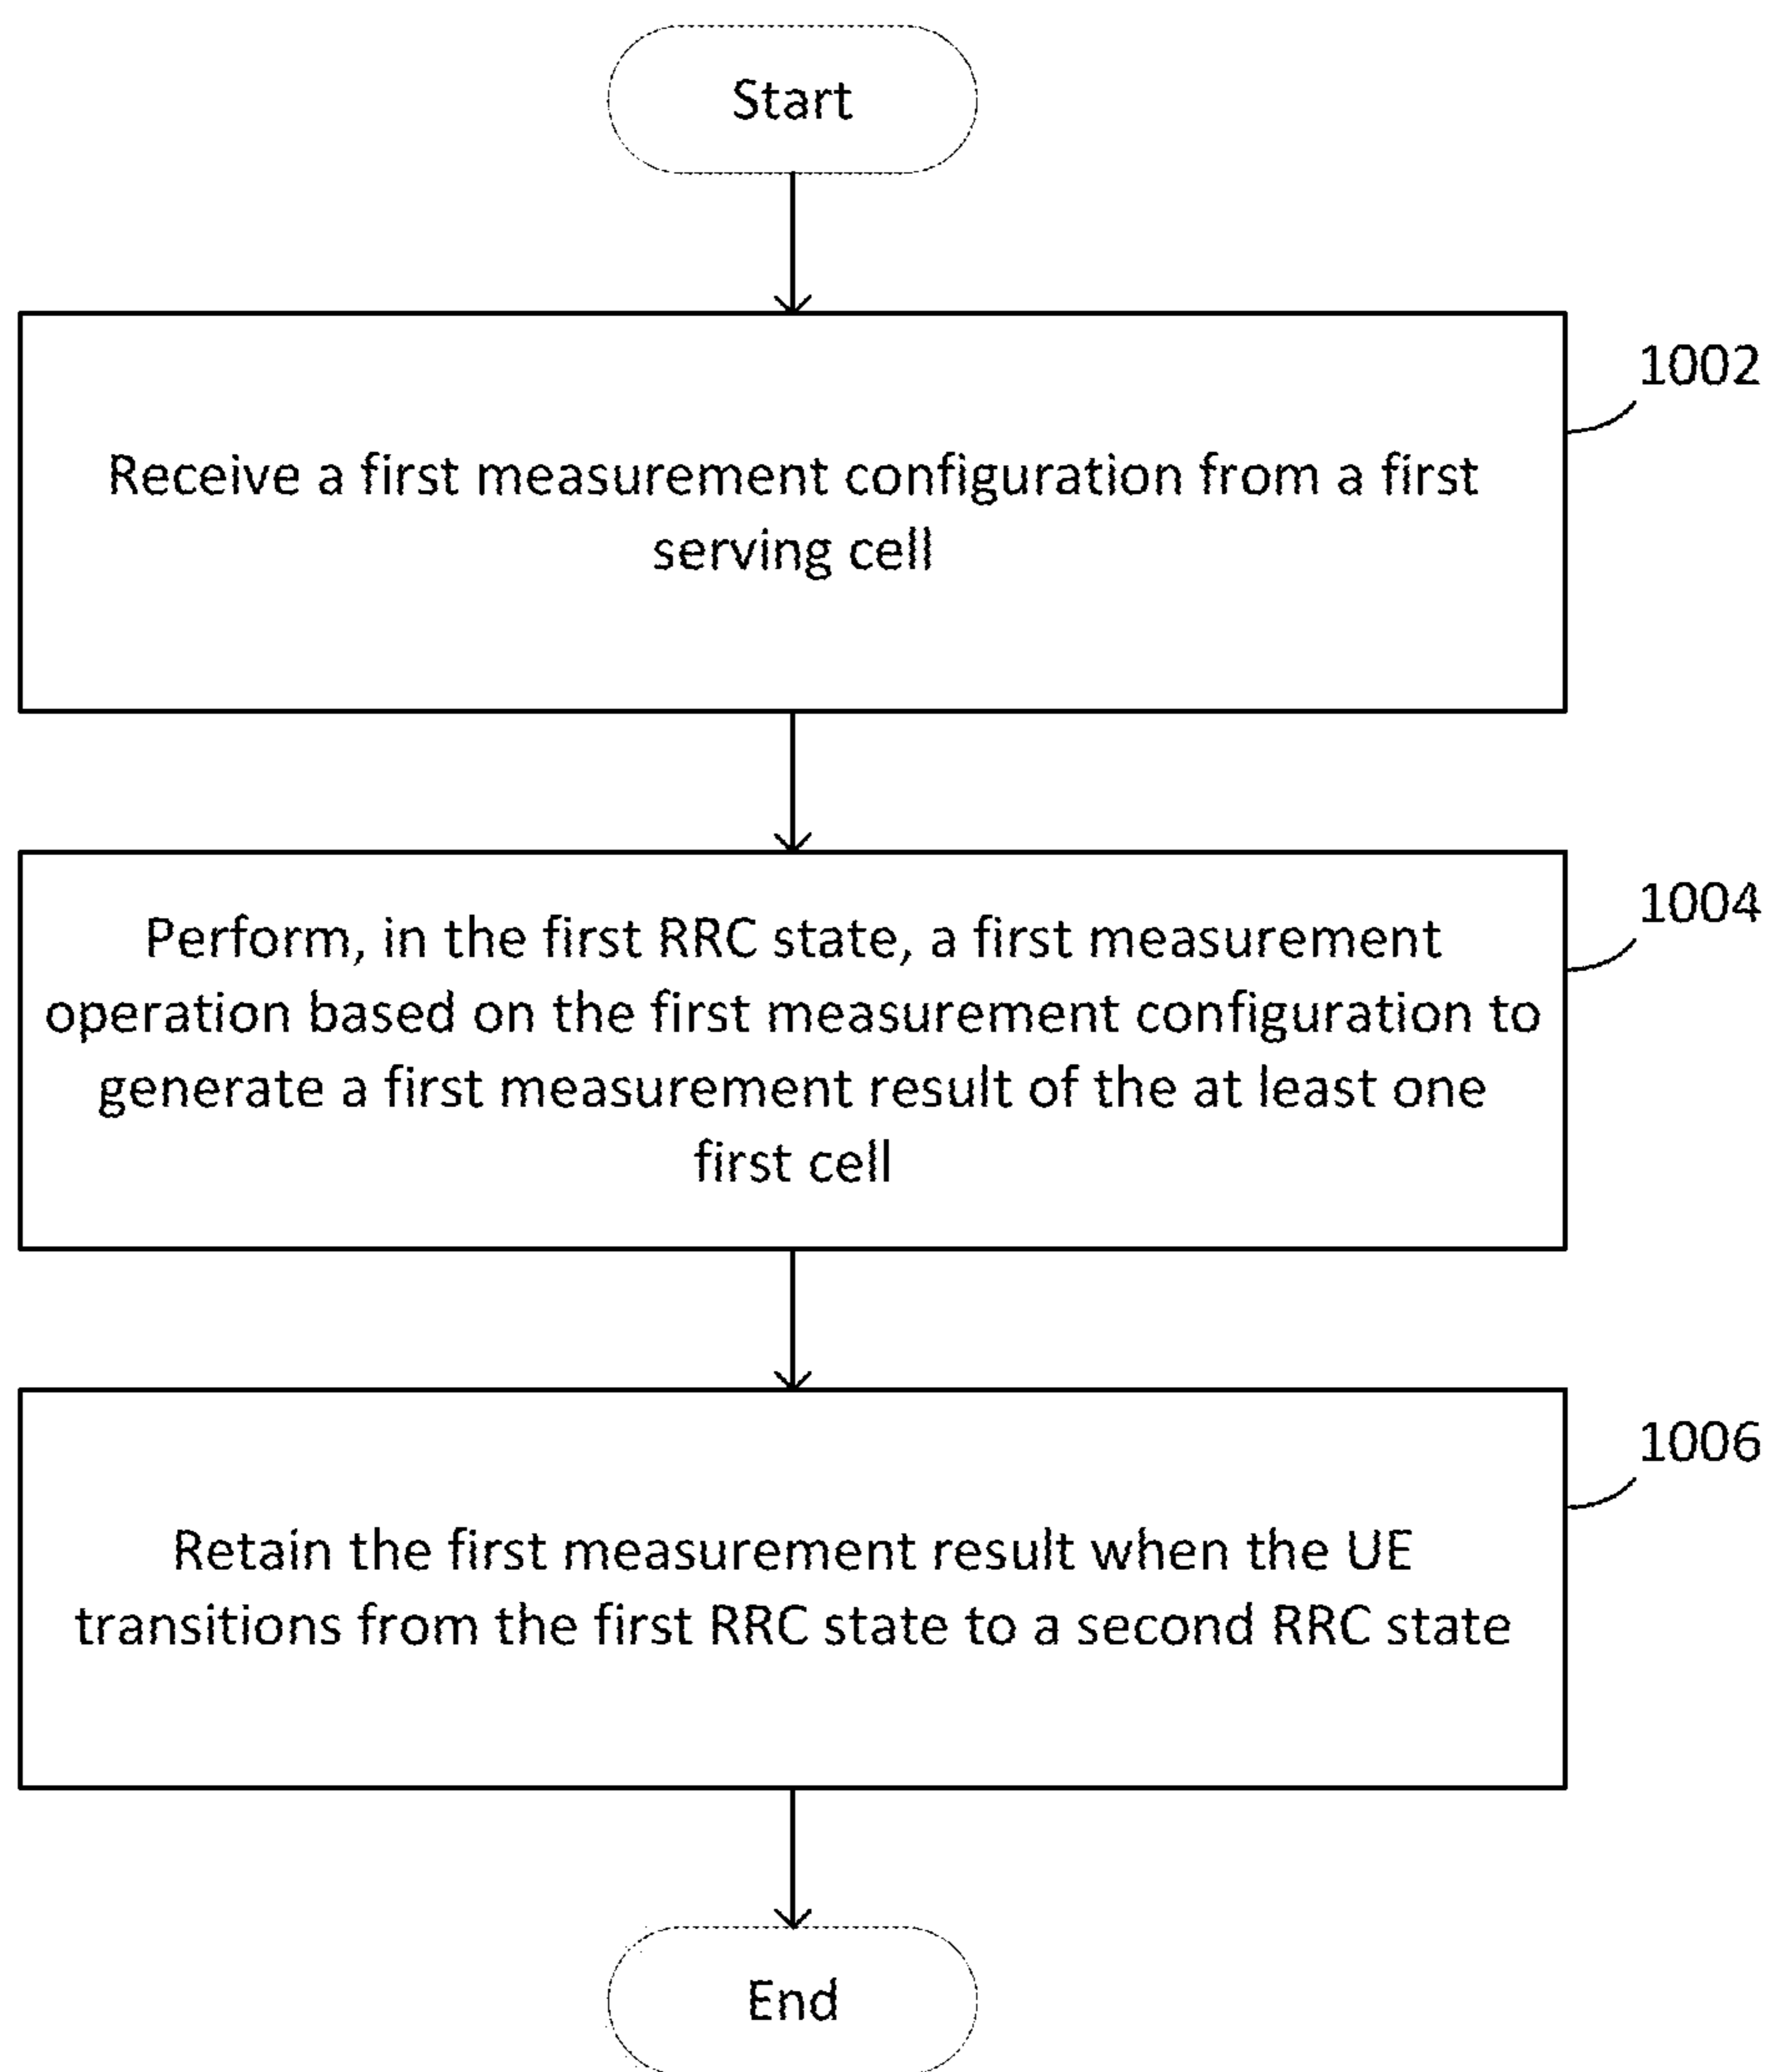 Start
1002
Receive a first measurement configuration from a first
serving cell
1004
Perform, in the first RRC state, a first measurement
operation based on the first measurement configuration to
generate a first measurement result of the at least one
first cell
1006
Retain the first measurement result when the UE
transitions from the first RRC state to a second RRC state
End